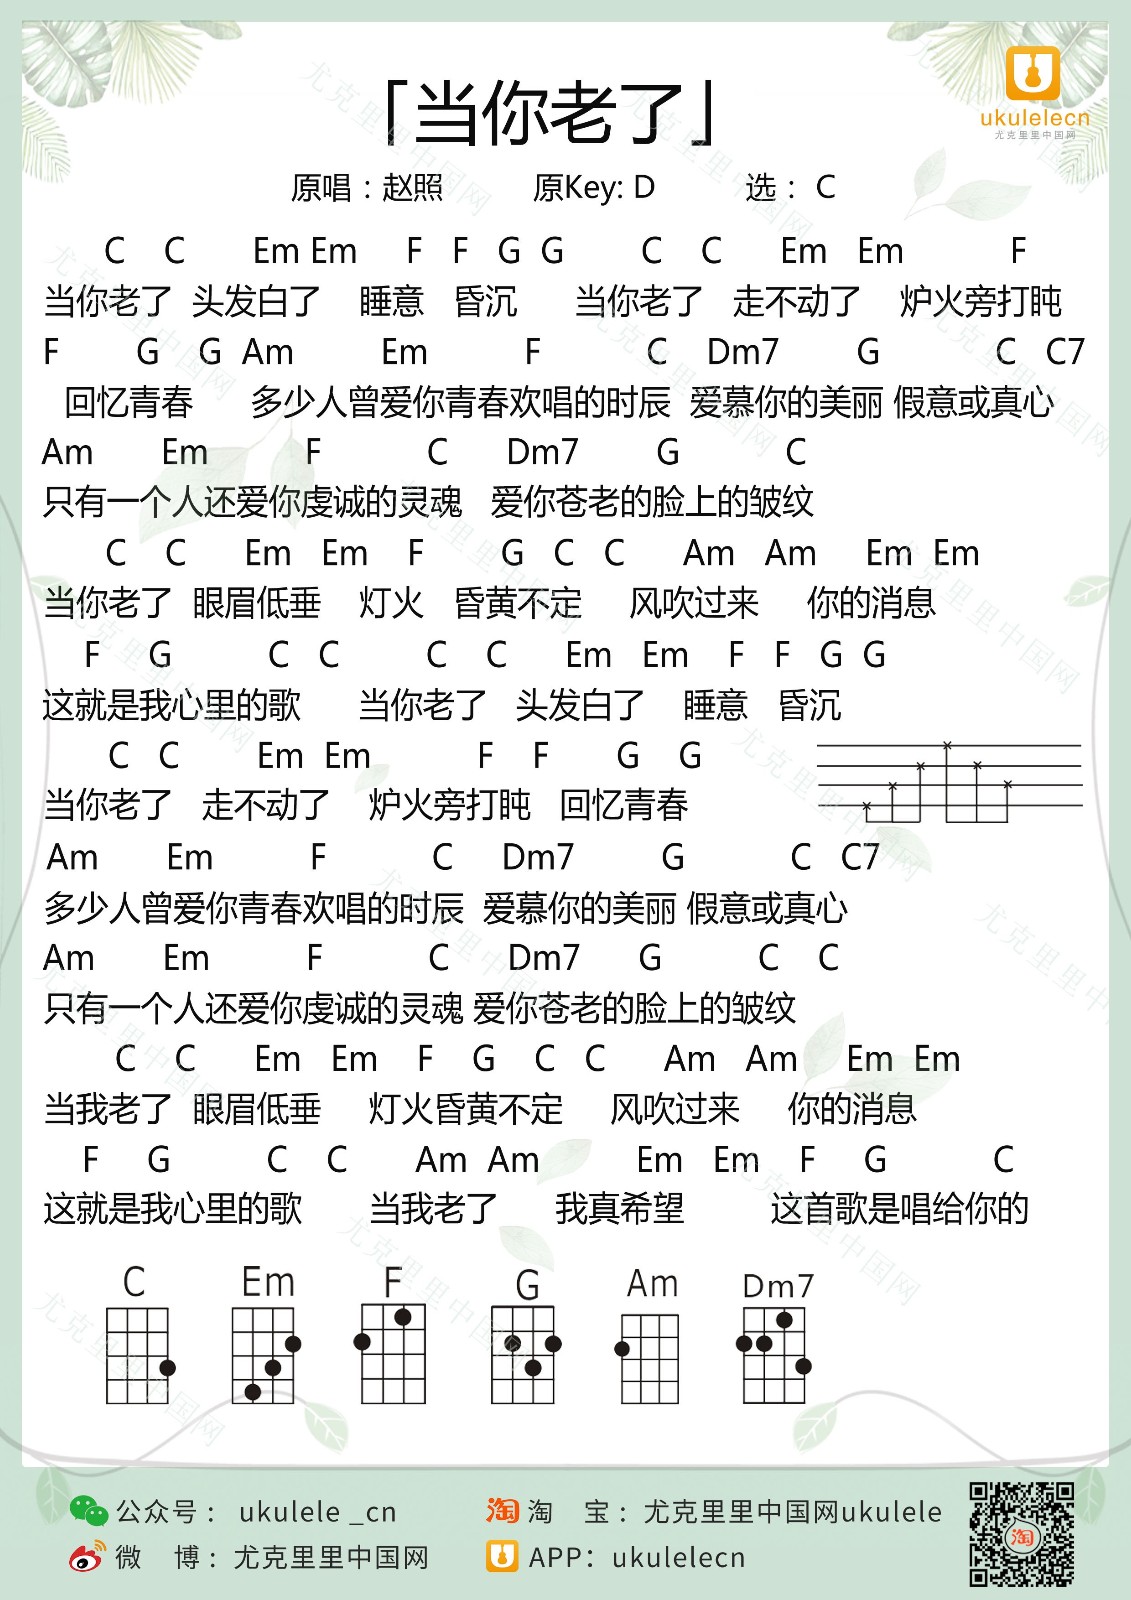 「当你老了」
ukulelecn
尤克里里中国网
原唱：赵照 原Key: D 选： C
C C Em Em F F G G C C Em Em F
当你老了 头发白了 睡意 昏沉 当你老了 走不动了 炉火旁打盹
F G G Am Em F C Dm7 G C C7
回忆青春 多少人曾爱你青春欢唱的时辰 爱慕你的美丽 假意或真心
Am Em F C Dm7 G C
只有一个人还爱你虔诚的灵魂 爱你苍老的脸上的皱纹
C C Em Em F G C C Am Am Em Em
当你老了 眼眉低垂 灯火 昏黄不定 风吹过来 你的消息
F G C C C C Em Em F F G G
这就是我心里的歌 当你老了 头发白了 睡意 昏沉
C C Em Em F F G G
当你老了 走不动了 炉火旁打盹 回忆青春
Am Em F C Dm7 G C C7
多少人曾爱你青春欢唱的时辰 爱慕你的美丽 假意或真心
Am Em F C Dm7 G C C
只有一个人还爱你虔诚的灵魂 爱你苍老的脸上的皱纹
C C Em Em F G C C Am Am Em Em
当我老了 眼眉低垂 灯火昏黄不定 风吹过来 你的消息
F G C C Am Am Em Em F G C
这就是我心里的歌 当我老了 我真希望 这首歌是唱给你的
C Em F G Am Dm7
公众号： ukulele _cn 淘 淘 宝：尤克里里中国网ukulele
微 博：尤克里里中国网 APP：ukulelecn
淘